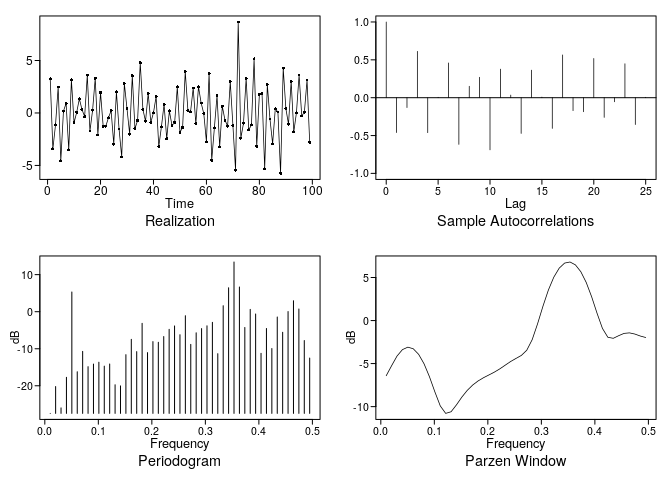 5
0
-5
0 20 40 60 80 100
Time
Realization
1.0
0.5
0.0
-0.5
-1.0
0 5 10 15 20 25
Lag
Sample Autocorrelations
10
0
-10
-20
dB
0.0 0.1 0.2 0.3 0.4 0.5
Frequency
Periodogram
5
0
-5
-10
dB
0.0 0.1 0.2 0.3 0.4 0.5
Frequency
Parzen Window